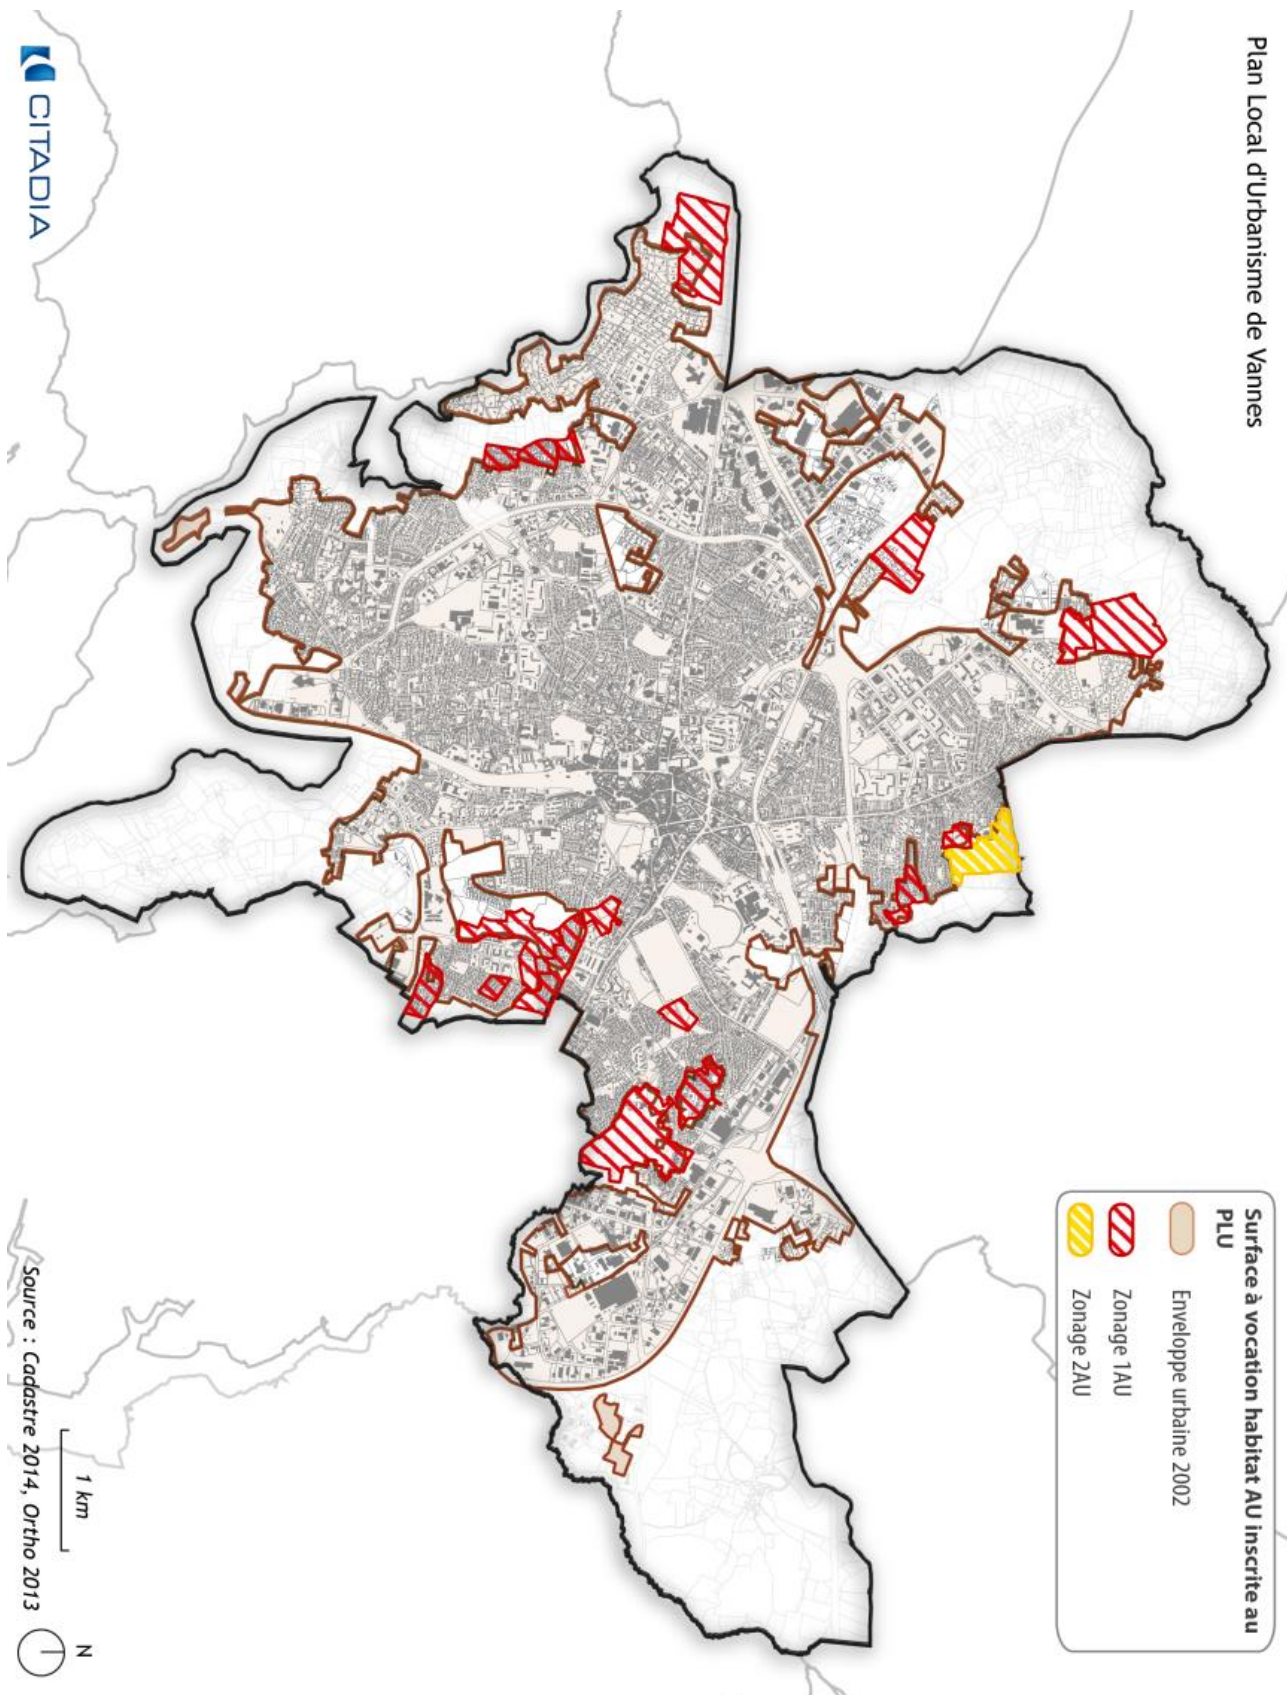 Plan Local d'Urbanisme de Vannes
Surface à vocation habitat AU inscrite au
PLU
Enveloppe urbaine 2002
Zonage 1AU
Zonage 2AU
CITADIA
1 km
N
Source : Cadastre 2014, Ortho 2013